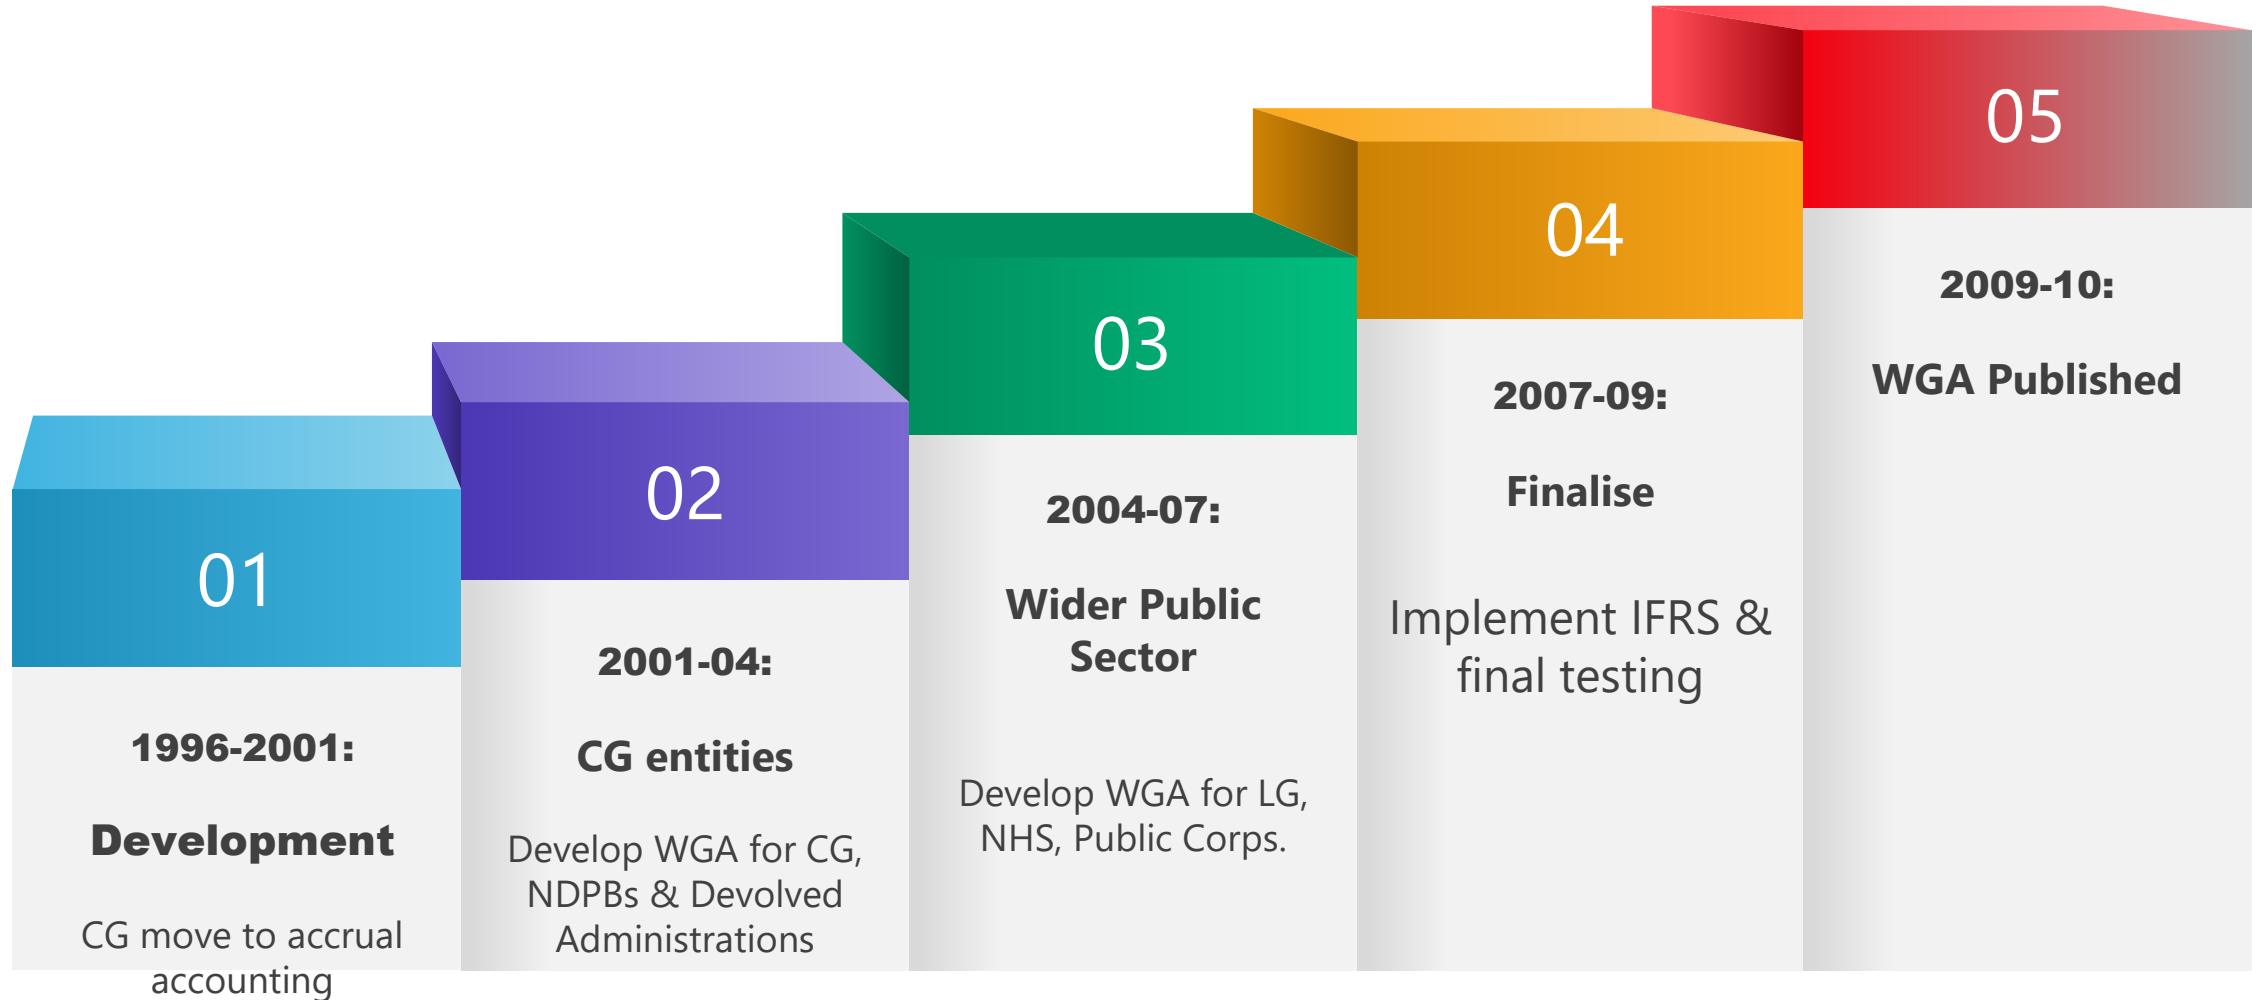 01
1996-2001:
Development
CG move to accrual
accounting
02
2001-04:
CG entities
Develop WGA for CG,
NDPBs & Devolved
Administrations
03
2004-07:
Wider Public
Sector
Develop WGA for LG,
NHS, Public Corps.
04
2007-09:
Finalise
Implement IFRS &
final testing
05
2009-10:
WGA Published